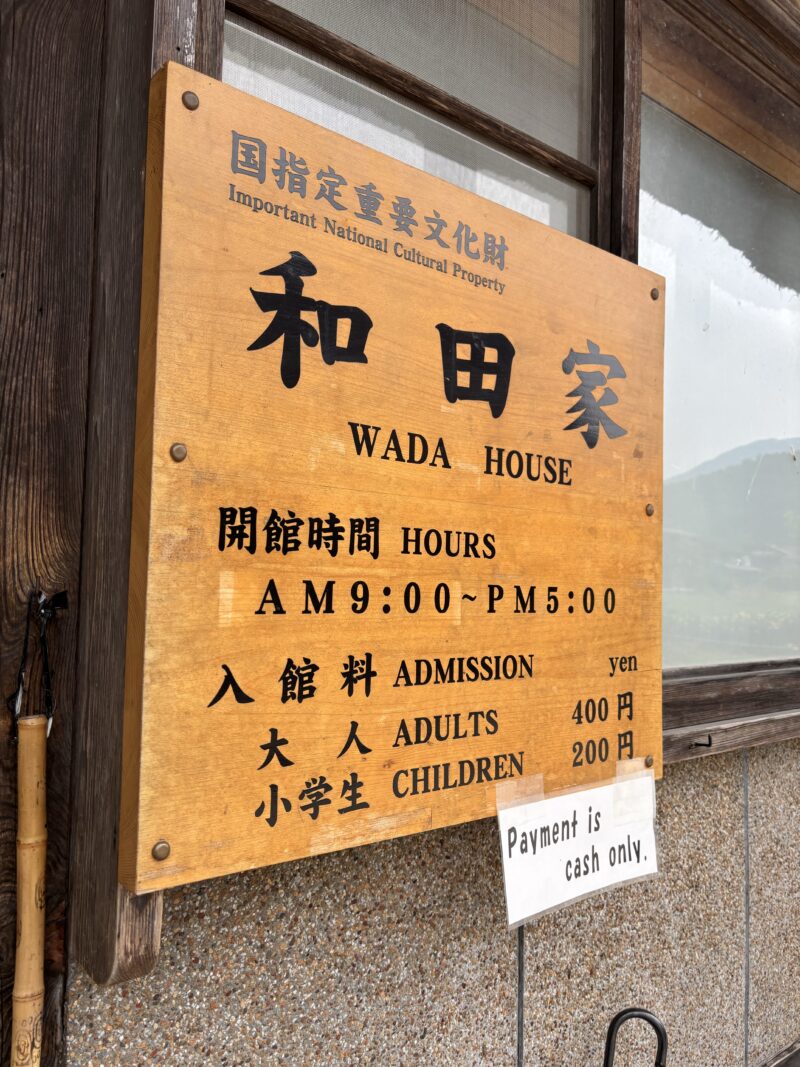 国指定重要文化財
Important National Cultural Property
和田家
WADA HOUSE
開館時間 HOURS
AM9:00~PM5:00
入館料 ADMISSION yen
大人 ADULTS 400円
小学生 CHILDREN 200円
Payment is
cash only.